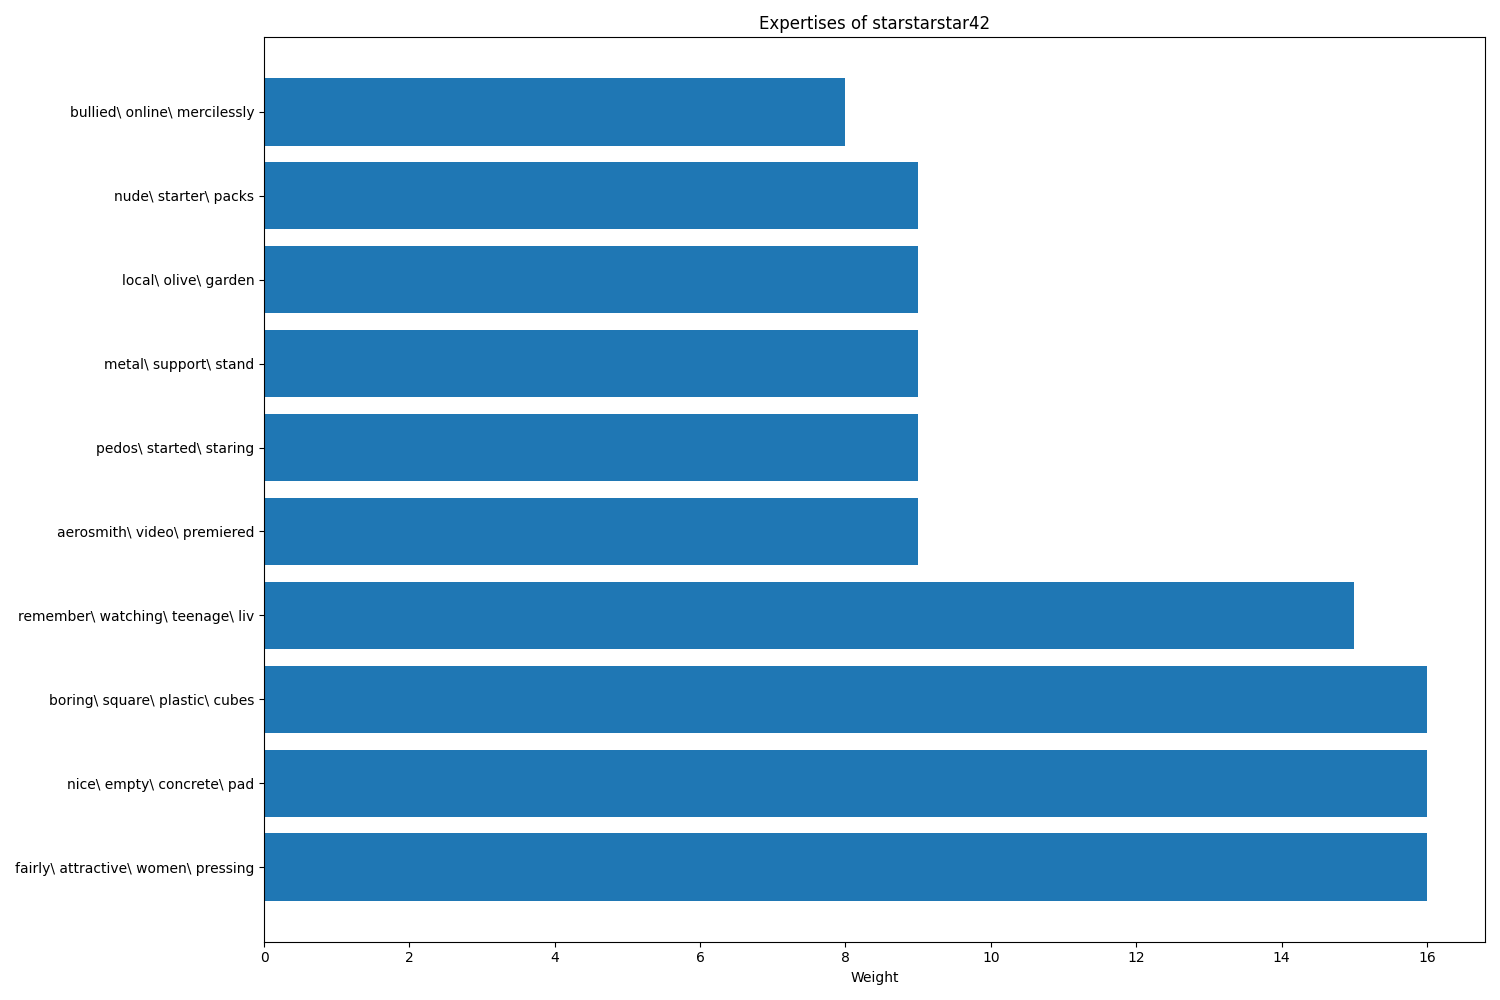 Expertises of starstarstar42
bullied\ online\ mercilessly
nude\ starter\ packs
local\ olive\ garden
metal\ support\ stand
pedos\ started\ staring
aerosmith\ video\ premiered
remember\ watching\ teenage\ liv
boring\ square\ plastic\ cubes
nice\ empty\ concrete\ pad
fairly\ attractive\ women\ pressing
0 2 4 6 8 10 12 14 16
Weight